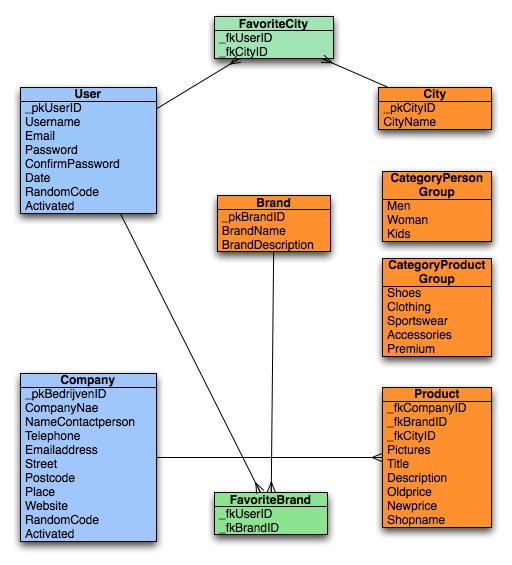 FavoriteCity
_fkUserID
_fkCityID
User
_pkUserID
Username
Email
Password
ConfirmPassword
Date
RandomCode
Activated
City
_pkCityID
CityName
CategoryPerson
Group
Men
Woman
Kids
Brand
_pkBrandID
BrandName
BrandDescription
CategoryProduct
Group
Shoes
Clothing
Sportswear
Accessories
Premium
Company
_pkBedrijvenID
CompanyNae
NameContactperson
Telephone
Emailaddress
Street
Postcode
Place
Website
RandomCode
Activated
Product
_fkCompanyID
_fkBrandID
_fkCityID
Pictures
Title
Description
Oldprice
Newprice
Shopname
FavoriteBrand
_fkUserID
_fkBrandID